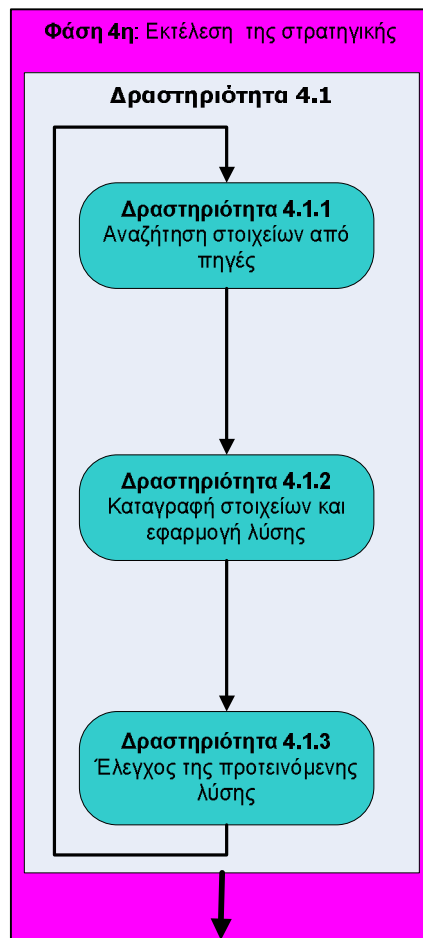 Φάση 4η: Εκτέλεση της στρατηγικής
Δραστηριότητα 4.1
Δραστηριότητα 4.1.1
Αναζήτηση στοιχείων από
πηγές
Δραστηριότητα 4.1.2
Καταγραφή στοιχείων και
εφαρμογή λύσης
Δραστηριότητα 4.1.3
Έλεγχος της προτεινόμενης
λύσης